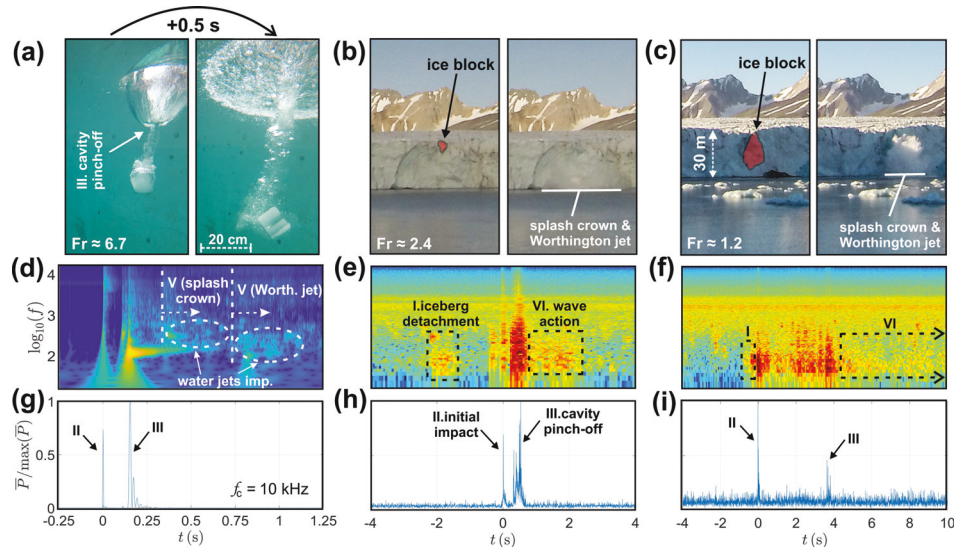 +0.5 s
(a)
III. cavity
pinch-off
Fr ≈ 6.7
20 cm
(b)
ice block
Fr ≈ 2.4
splash crown &
Worthington jet
(c)
ice block
30 m
Fr ≈ 1.2
splash crown &
Worthington jet
(d)
4
3
2
log₁₀(f)
V (splash
crown)
V (Worth. jet)
water jets imp.
(e)
I.iceberg
detachment
VI. wave
action
(f)
I
VI
(g)
1
0.5
0
P̅/max(P̅)
II
III
f꜀ = 10 kHz
-0.25 0 0.25 0.5 0.75 1 1.25
t (s)
(h)
II.initial
impact
III.cavity
pinch-off
-4 -2 0 2 4
t (s)
(i)
II
III
-4 -2 0 2 4 6 8 10
t (s)